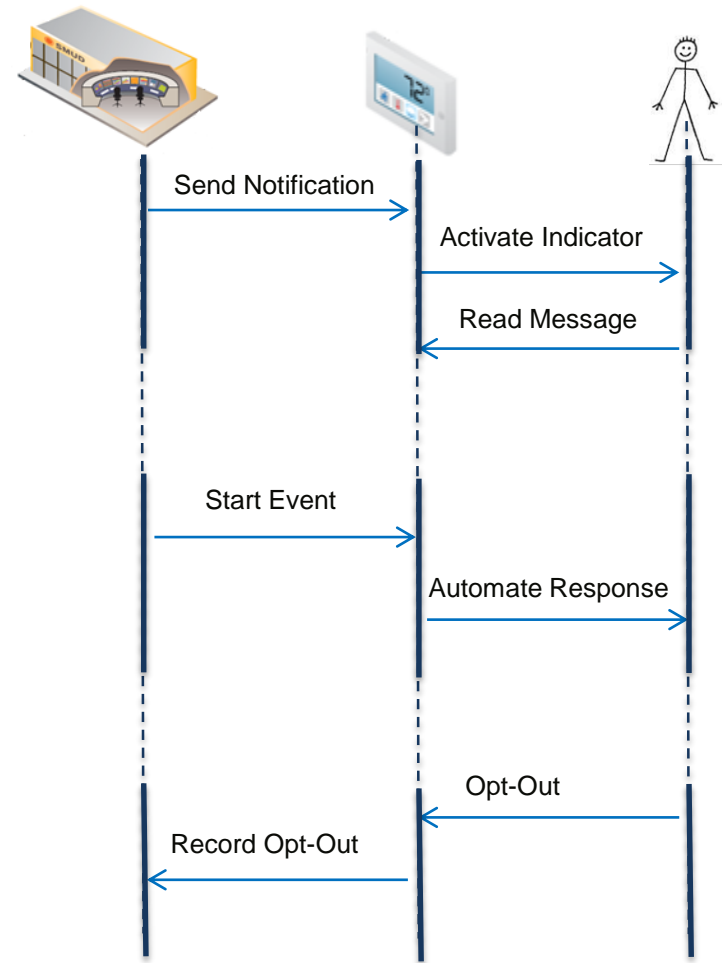 SMUD
72°
Send Notification
Activate Indicator
Read Message
Start Event
Automate Response
Opt-Out
Record Opt-Out